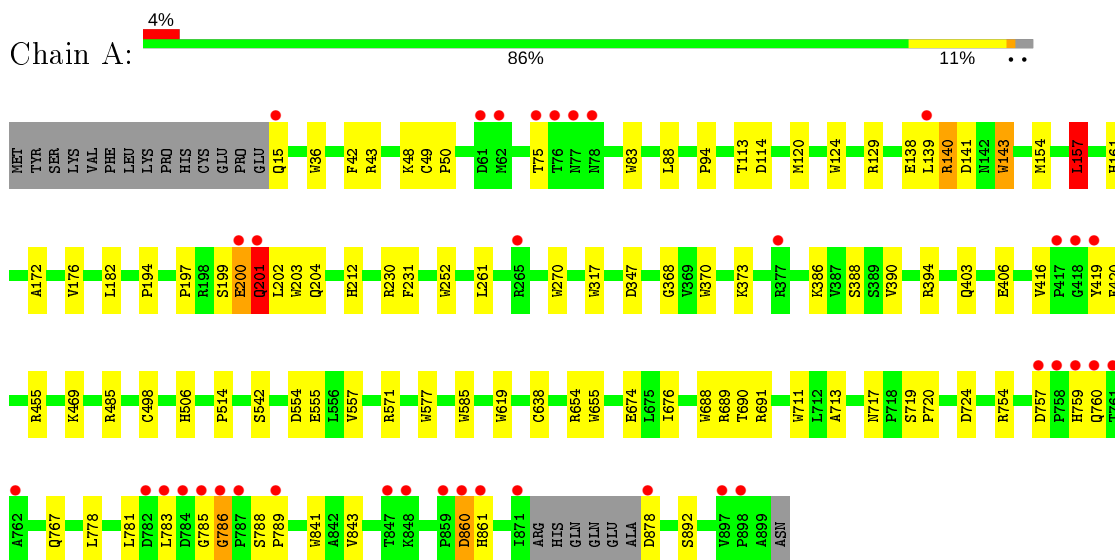 4%
Chain A:
86%
11%
MET TYR SER LYS VAL PHE LEU LYS PRO HIS CYS GLU PRO GLU Q15 W36 F42 R43 K48 C49 P50 D61 M62 T75 T76 N77 N78 W83 L88 P94 T113 D114 M120 W124 R129 E138 L139 R140 D141 N142 W143 M154 L157 H161
A172 V176 L182 P194 P197 R198 S199 E200 Q201 L202 W203 Q204 H212 R230 F231 W252 L261 R265 W270 W317 D347 G368 V369 W370 K373 R377 K386 V387 S388 S389 V390 R394 Q403 E406 V416 P417 G418 Y419
R455 K469 R485 C498 H506 P514 S542 D554 E555 L556 V557 R571 W577 W585 W619 C638 R654 W655 E674 L675 I676 W688 R689 T690 R691 W711 L712 A713 N717 P718 S719 P720 D724 R754 D757 P758 H759 Q760 T761
A762 Q767 L778 L781 D782 L783 D784 G785 G786 P787 S788 P789 W841 A842 V843 T847 K848 P859 D860 H861 I871 ARG HIS GLN GLN GLU ALA D878 S892 V897 P898 A899 ASN